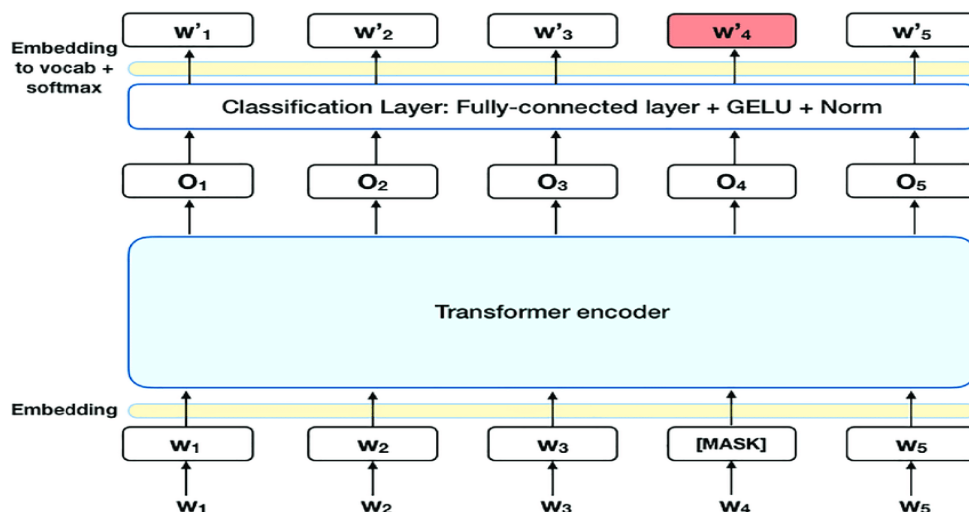 w’₁ w’₂ w’₃ w’₄ w’₅
Embedding
to vocab +
softmax
Classification Layer: Fully-connected layer + GELU + Norm
O₁ O₂ O₃ O₄ O₅
Transformer encoder
Embedding
w₁ w₂ w₃ [MASK] w₅
w₁ w₂ w₃ w₄ w₅